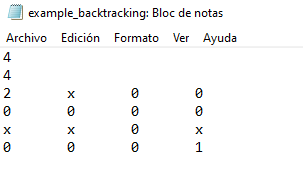 example_backtracking: Bloc de notas
Archivo Edición Formato Ver Ayuda
4
4
2 x 0 0
0 0 0 0
x x 0 x
0 0 0 1